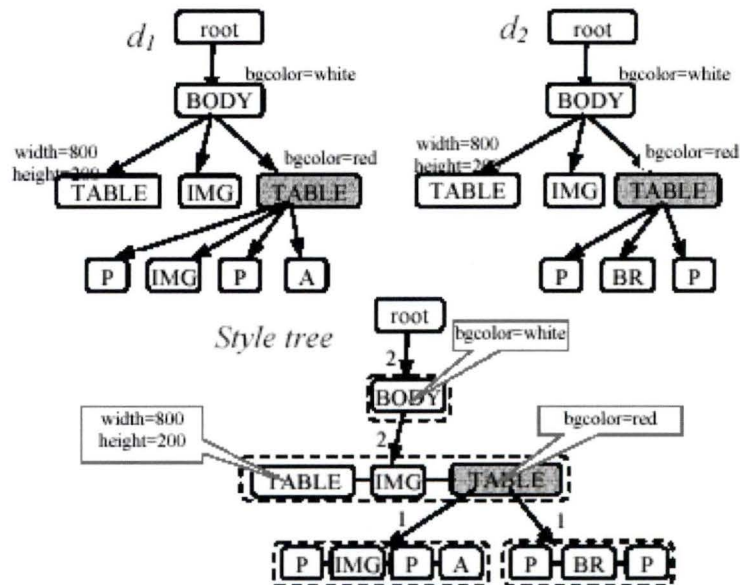 d1 root d2 root
bgcolor=white bgcolor=white
BODY BODY
width=800 bgcolor=red width=800 bgcolor=red
height=200 height=200
TABLE IMG TABLE TABLE IMG TABLE
P IMG P A P BR P
root
Style tree bgcolor=white
2
BODY
width=800 bgcolor=red
height=200 2
TABLE IMG TABLE
1 1
P IMG P A P BR P